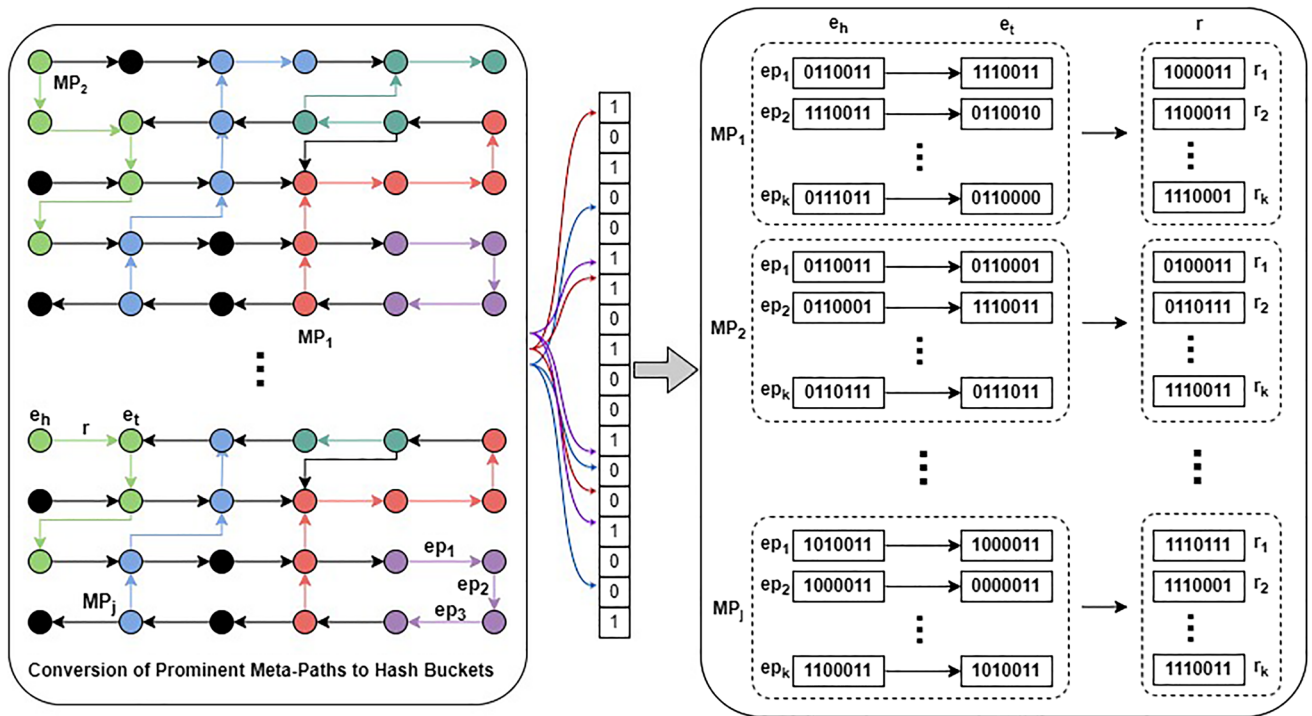 MP2
MP1
e_h r e_t
ep1
ep2
MPj
ep3
Conversion of Prominent Meta-Paths to Hash Buckets
1
0
1
0
0
1
1
0
1
0
0
1
0
0
1
0
0
1
e_h e_t r
ep1 0110011 1110011 1000011 r1
ep2 1110011 0110010 1100011 r2
MP1
epk 0111011 0110000 1110001 rk
ep1 0110011 0110001 0100011 r1
ep2 0110001 1110011 0110111 r2
MP2
epk 0110111 0111011 1110011 rk
ep1 1010011 1000011 1110111 r1
ep2 1000011 0000011 1110001 r2
MPj
epk 1100011 1010011 1110011 rk